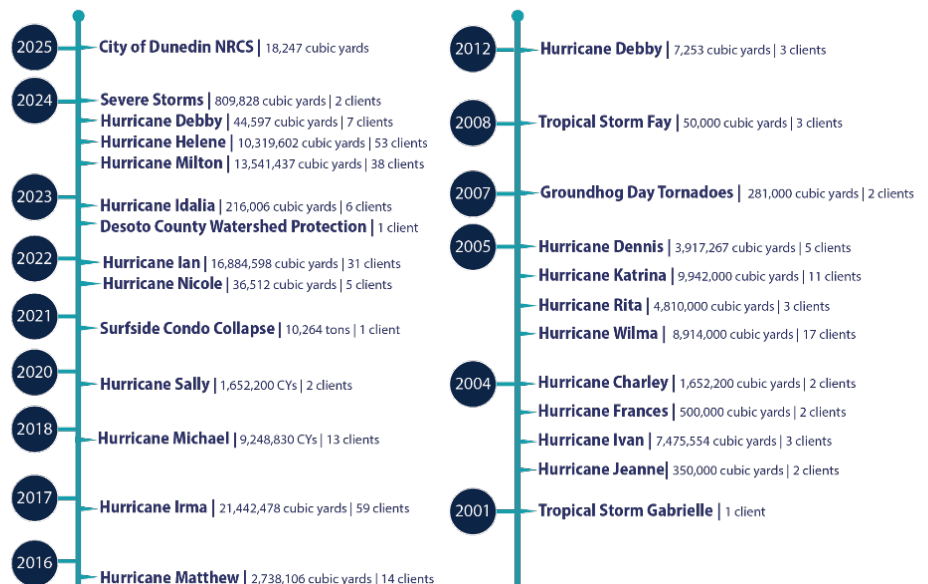 2025
City of Dunedin NRCS | 18,247 cubic yards
2024
Severe Storms | 809,828 cubic yards | 2 clients
Hurricane Debby | 44,597 cubic yards | 7 clients
Hurricane Helene | 10,319,602 cubic yards | 53 clients
Hurricane Milton | 13,541,437 cubic yards | 38 clients
2023
Hurricane Idalia | 216,006 cubic yards | 6 clients
Desoto County Watershed Protection | 1 client
2022
Hurricane Ian | 16,884,598 cubic yards | 31 clients
Hurricane Nicole | 36,512 cubic yards | 5 clients
2021
Surfside Condo Collapse | 10,264 tons | 1 client
2020
Hurricane Sally | 1,652,200 CYs | 2 clients
2018
Hurricane Michael | 9,248,830 CYs | 13 clients
2017
Hurricane Irma | 21,442,478 cubic yards | 59 clients
2016
Hurricane Matthew | 2,738,106 cubic yards | 14 clients
2012
Hurricane Debby | 7,253 cubic yards | 3 clients
2008
Tropical Storm Fay | 50,000 cubic yards | 3 clients
2007
Groundhog Day Tornadoes | 281,000 cubic yards | 2 clients
2005
Hurricane Dennis | 3,917,267 cubic yards | 5 clients
Hurricane Katrina | 9,942,000 cubic yards | 11 clients
Hurricane Rita | 4,810,000 cubic yards | 3 clients
Hurricane Wilma | 8,914,000 cubic yards | 17 clients
2004
Hurricane Charley | 1,652,200 cubic yards | 2 clients
Hurricane Frances | 500,000 cubic yards | 2 clients
Hurricane Ivan | 7,475,554 cubic yards | 3 clients
Hurricane Jeanne| 350,000 cubic yards | 2 clients
2001
Tropical Storm Gabrielle | 1 client